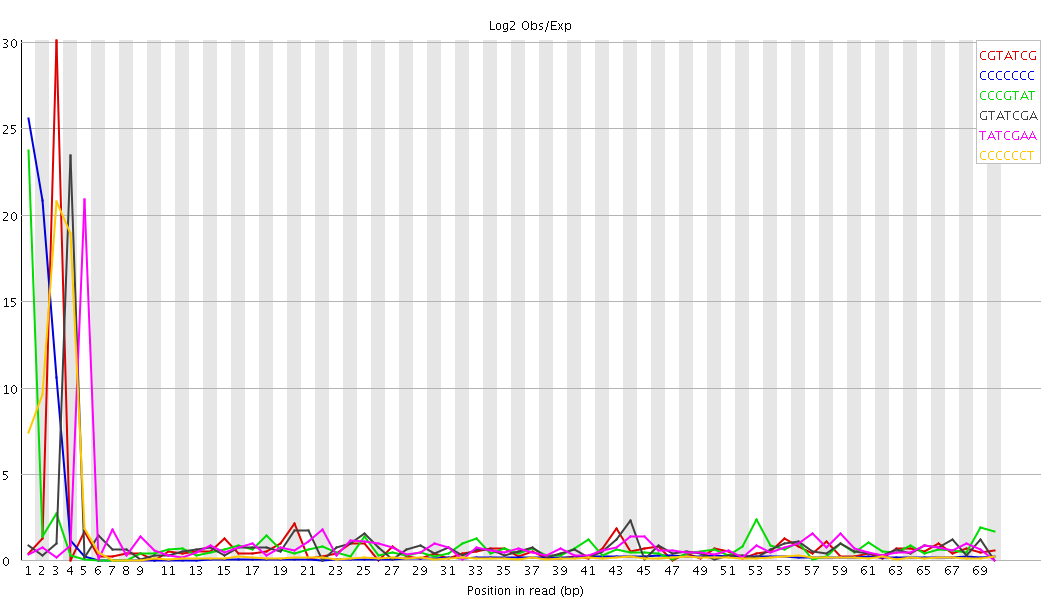 Log2 Obs/Exp
30
25
20
15
10
5
0
CGTATCG
CCCCCCC
CCCGTAT
GTATCGA
TATCGAA
CCCCCCT
1 2 3 4 5 6 7 8 9 11 13 15 17 19 21 23 25 27 29 31 33 35 37 39 41 43 45 47 49 51 53 55 57 59 61 63 65 67 69
Position in read (bp)